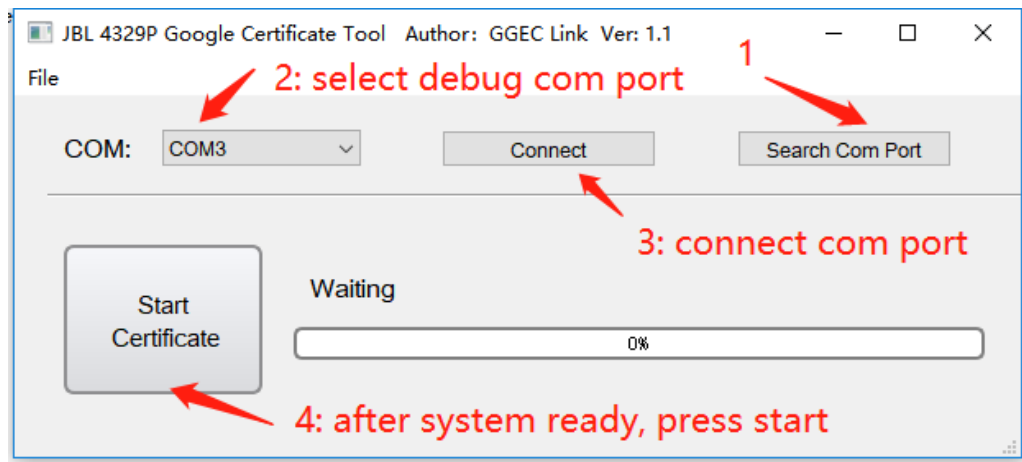 JBL 4329P Google Certificate Tool Author: GGEC Link Ver: 1.1
1
File
2: select debug com port
COM:
COM3
Connect
Search Com Port
3: connect com port
Start
Certificate
Waiting
0%
4: after system ready, press start